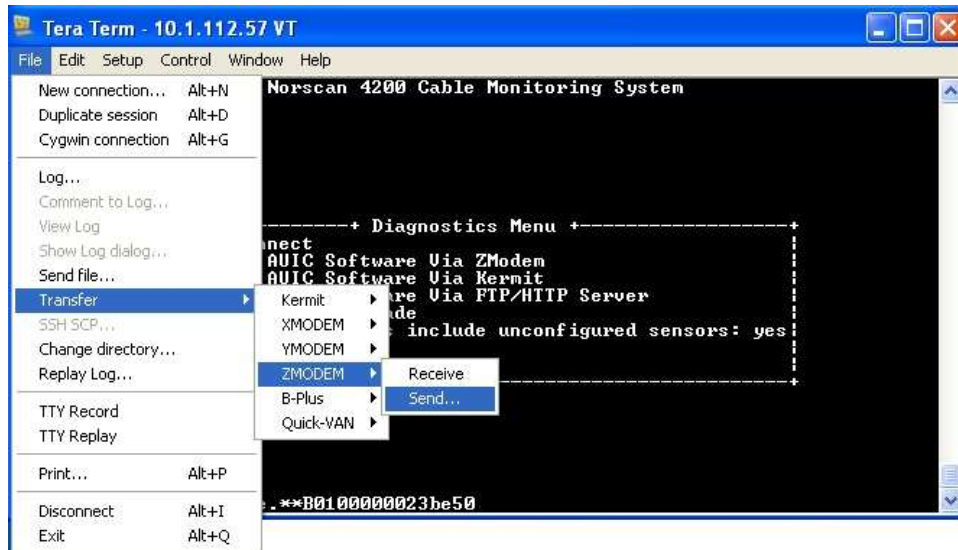 Tera Term - 10.1.112.57 VT
File Edit Setup Control Window Help
New connection... Alt+N
Duplicate session Alt+D
Cygwin connection Alt+G
Log...
Comment to Log...
View Log
Show Log dialog...
Send file...
Transfer
SSH SCP...
Change directory...
Replay Log...
TTY Record
TTY Replay
Print... Alt+P
Disconnect Alt+I
Exit Alt+Q
Kermit
XMODEM
YMODEM
ZMODEM
B-Plus
Quick-VAN
Receive
Send...
Norscan 4200 Cable Monitoring System
--------+ Diagnostics Menu +-------------------+
nnect
AUIC Software Via ZModem
AUIC Software Via Kermit
re Via FTP/HTTP Server
de
include unconfigured sensors: yes
.**B0100000023be50